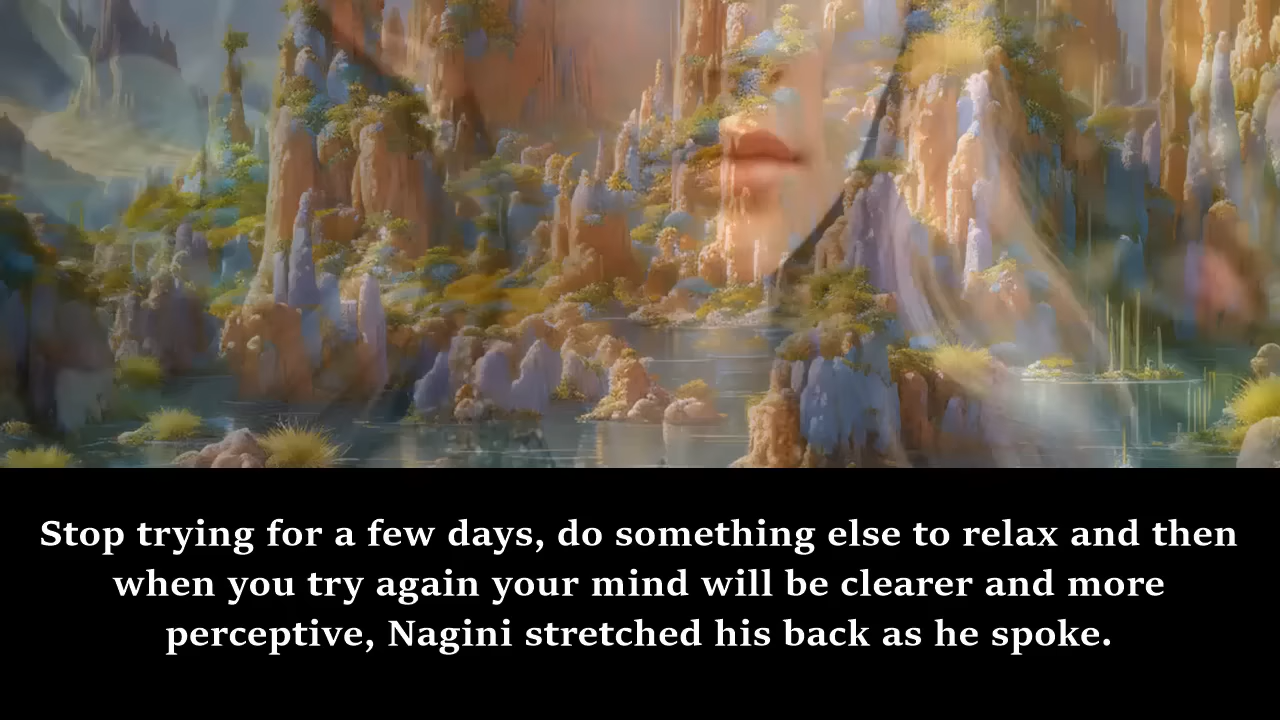 Stop trying for a few days, do something else to relax and then
when you try again your mind will be clearer and more
perceptive, Nagini stretched his back as he spoke.